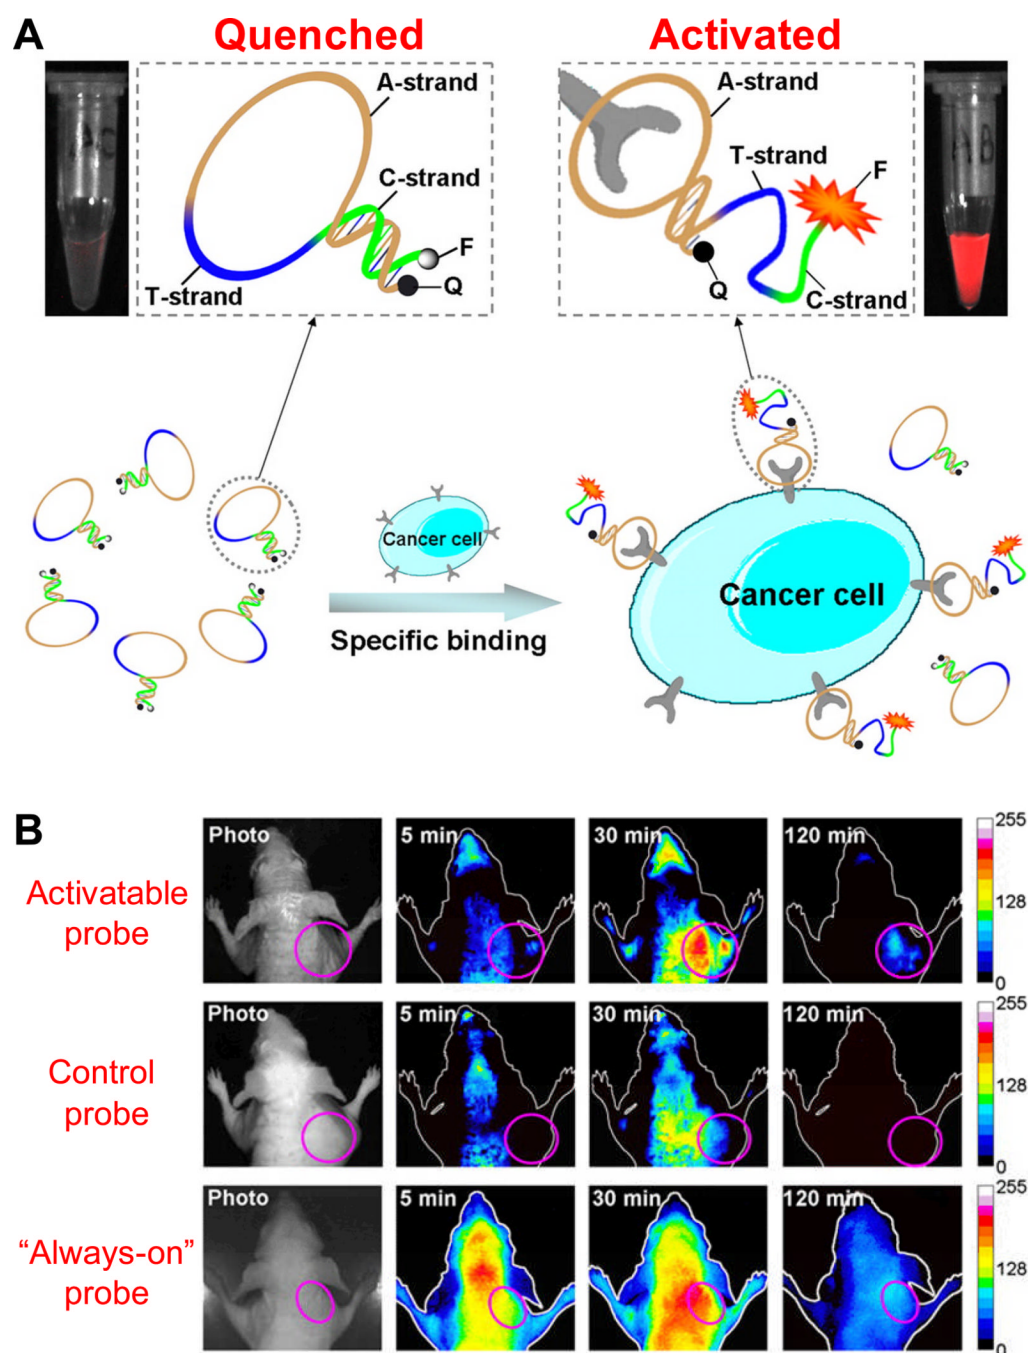 A
Quenched
Activated
A-strand
C-strand
F
Q
T-strand
A-strand
T-strand
F
Q
C-strand
A B
Cancer cell
Specific binding
Cancer cell
B
Activatable
probe
Photo
5 min
30 min
120 min
255
128
0
Control
probe
Photo
5 min
30 min
120 min
255
128
0
“Always-on”
probe
Photo
5 min
30 min
120 min
255
128
0